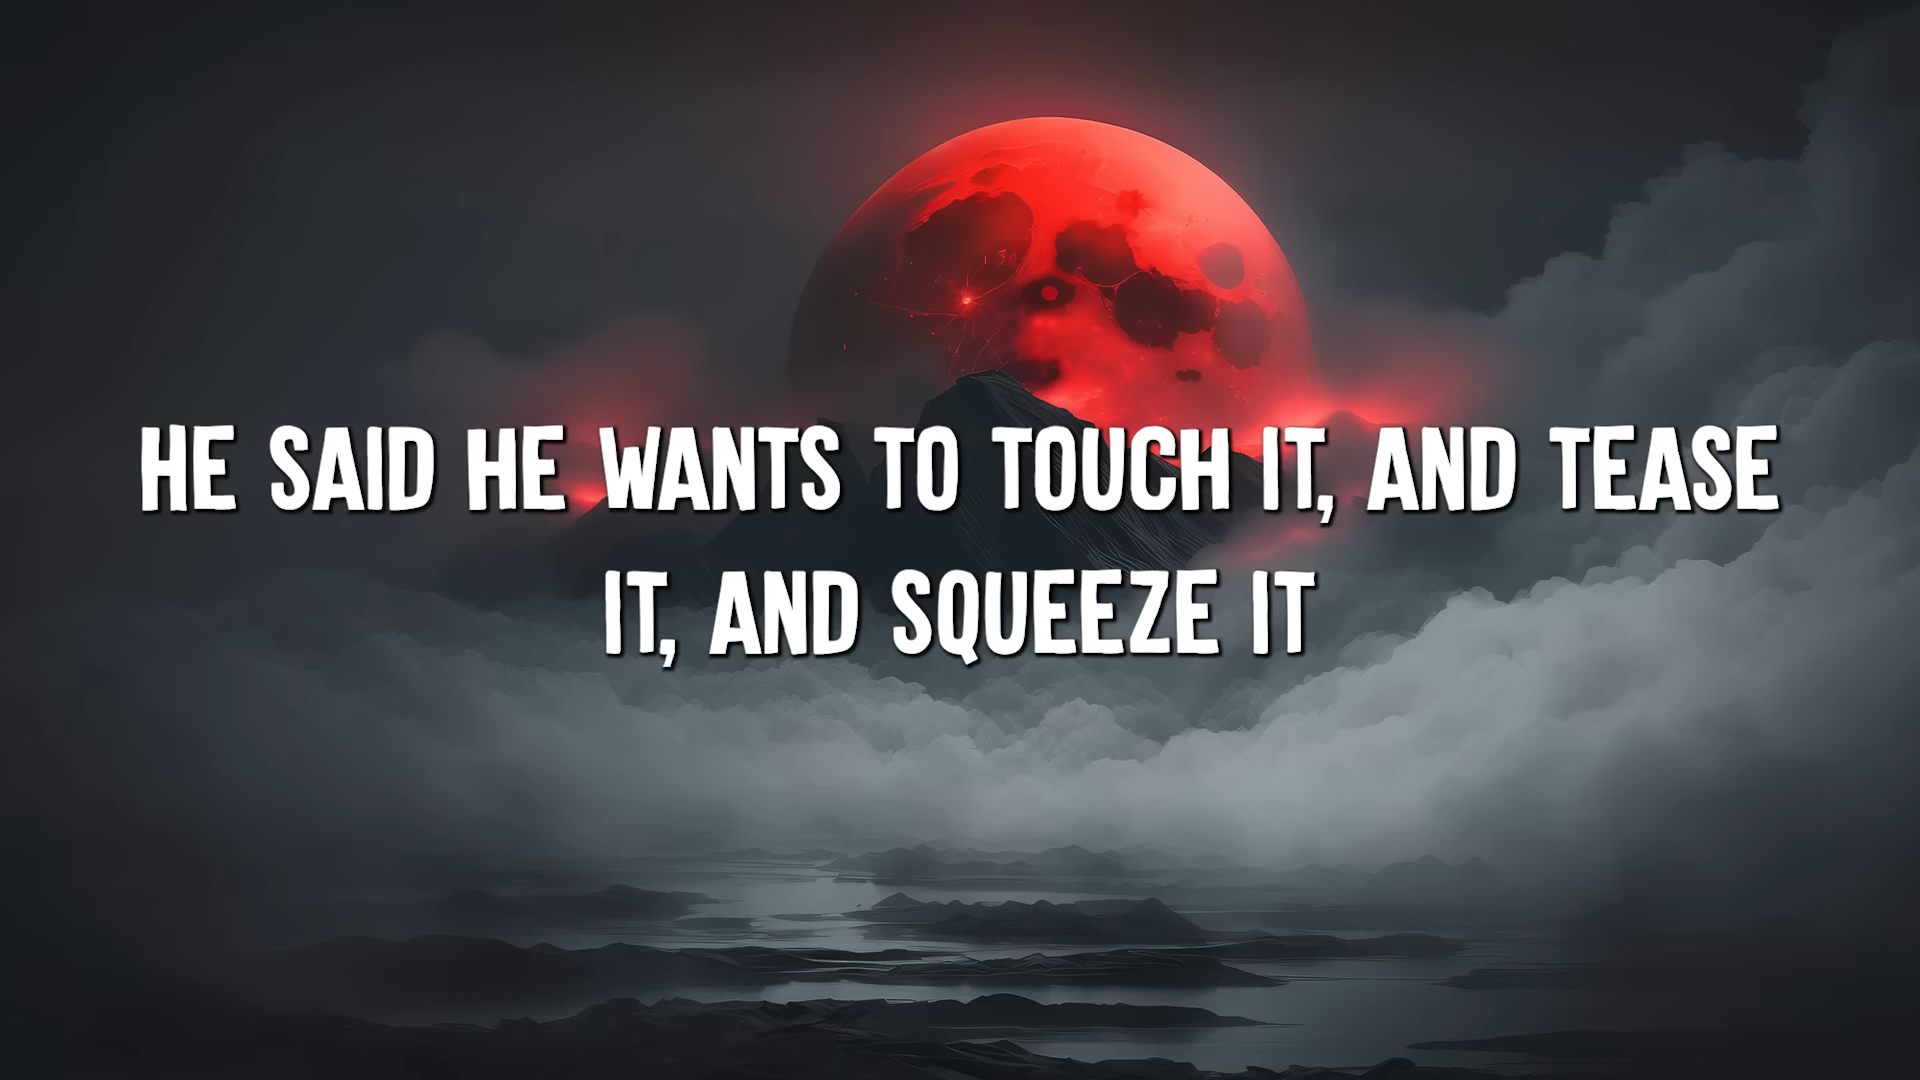 HE SAID HE WANTS TO TOUCH IT, AND TEASE
IT, AND SQUEEZE IT